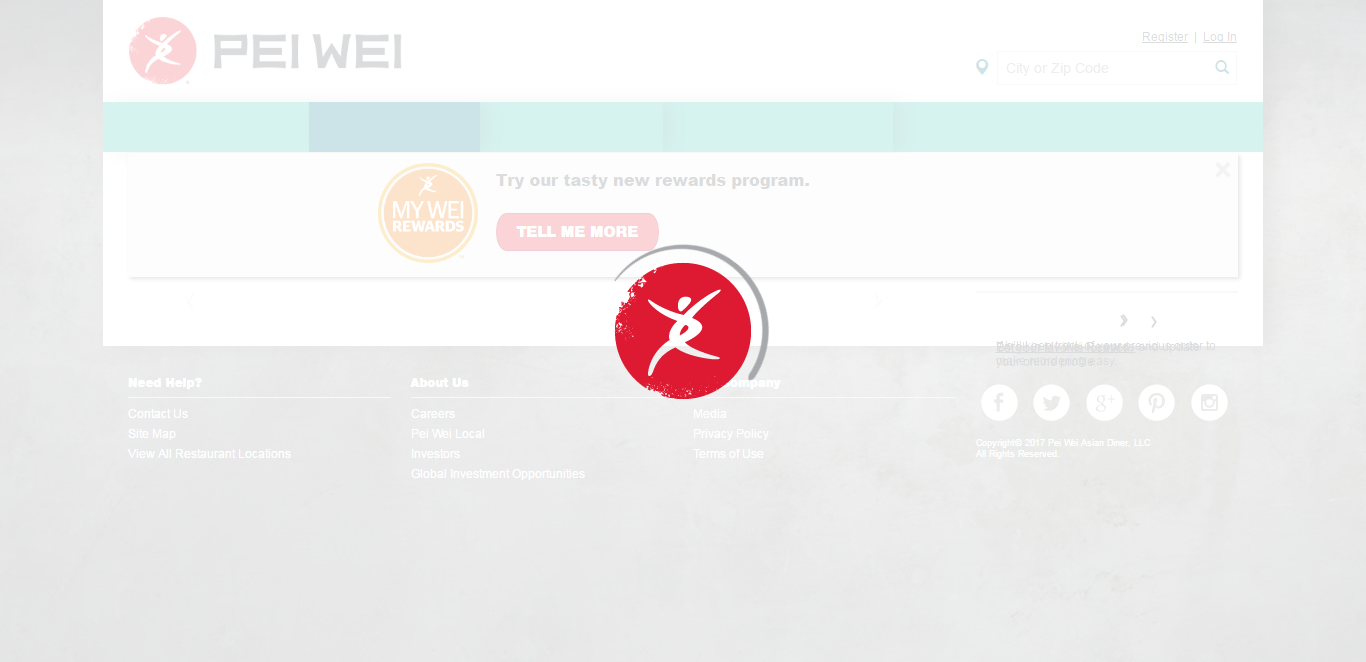 PEI WEI
Register | Log In
City or Zip Code
Try our tasty new rewards program.
MY WEI
REWARDS
TELL ME MORE
Need Help?
Contact Us
Site Map
View All Restaurant Locations
About Us
Careers
Pei Wei Local
Investors
Global Investment Opportunities
ompany
Media
Privacy Policy
Terms of Use
Copyright© 2017 Pei Wei Asian Diner, LLC
All Rights Reserved.